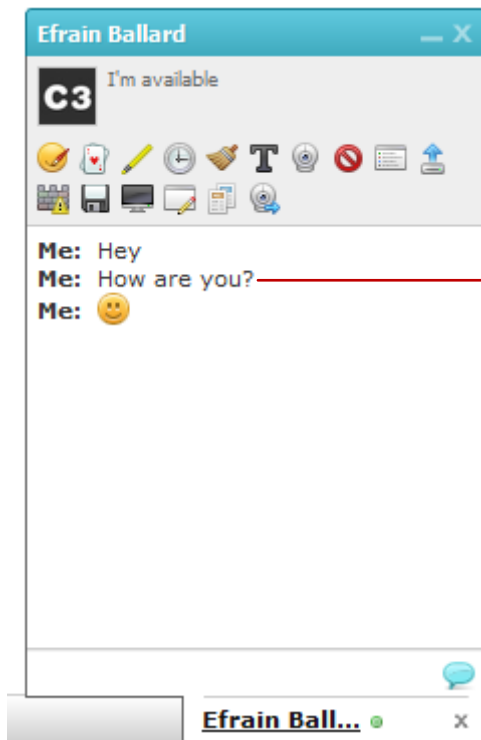 Efrain Ballard
C3
I'm available
T
Me: Hey
Me: How are you?
Me:
Efrain Ball...